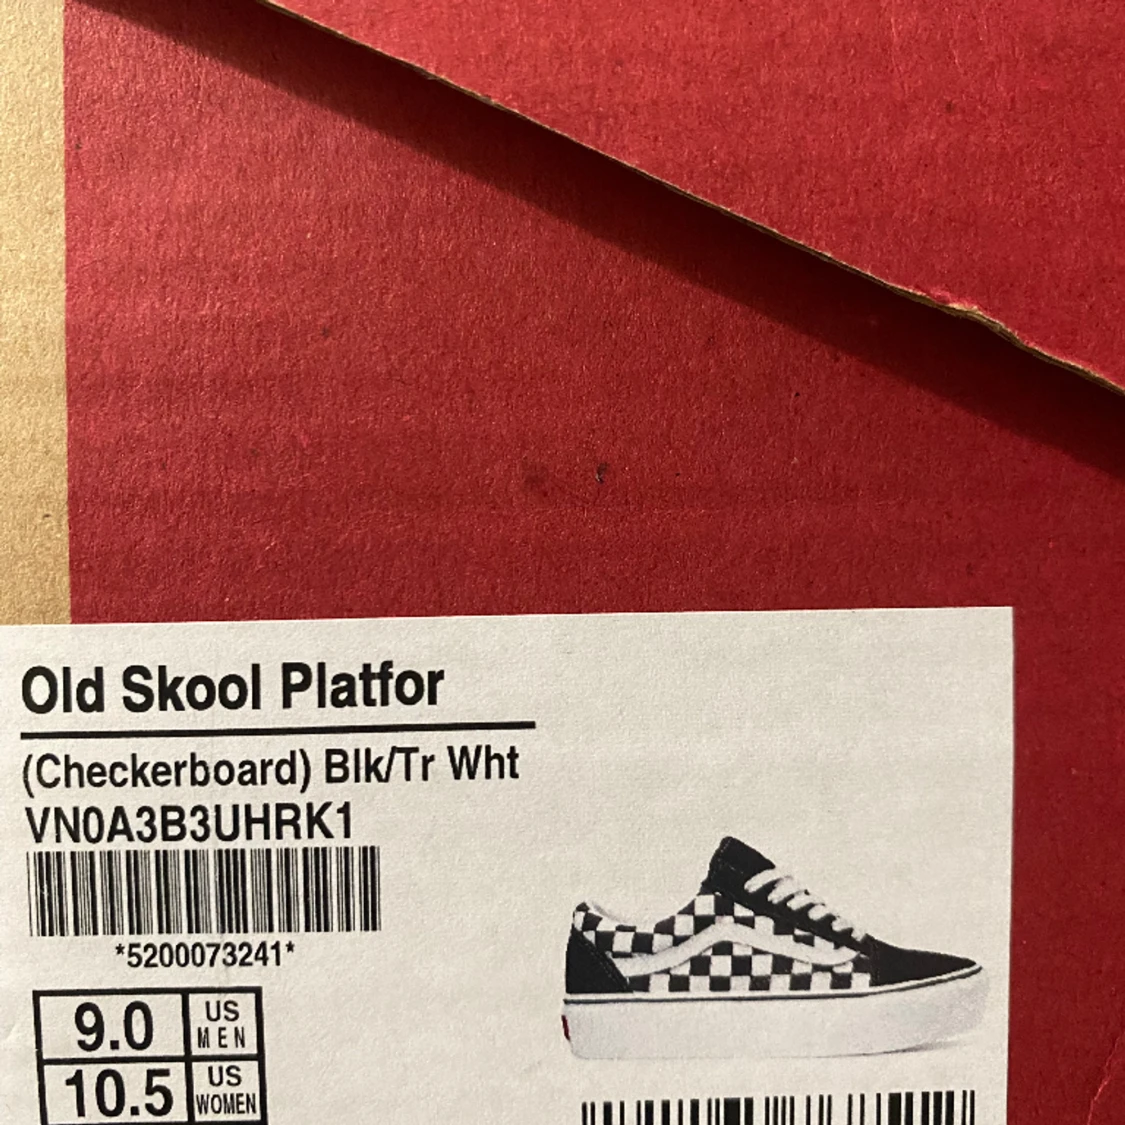 Old Skool Platfor
(Checkerboard) Blk/Tr Wht
VN0A3B3UHRK1
*5200073241*
9.0 US MEN
10.5 US WOMEN